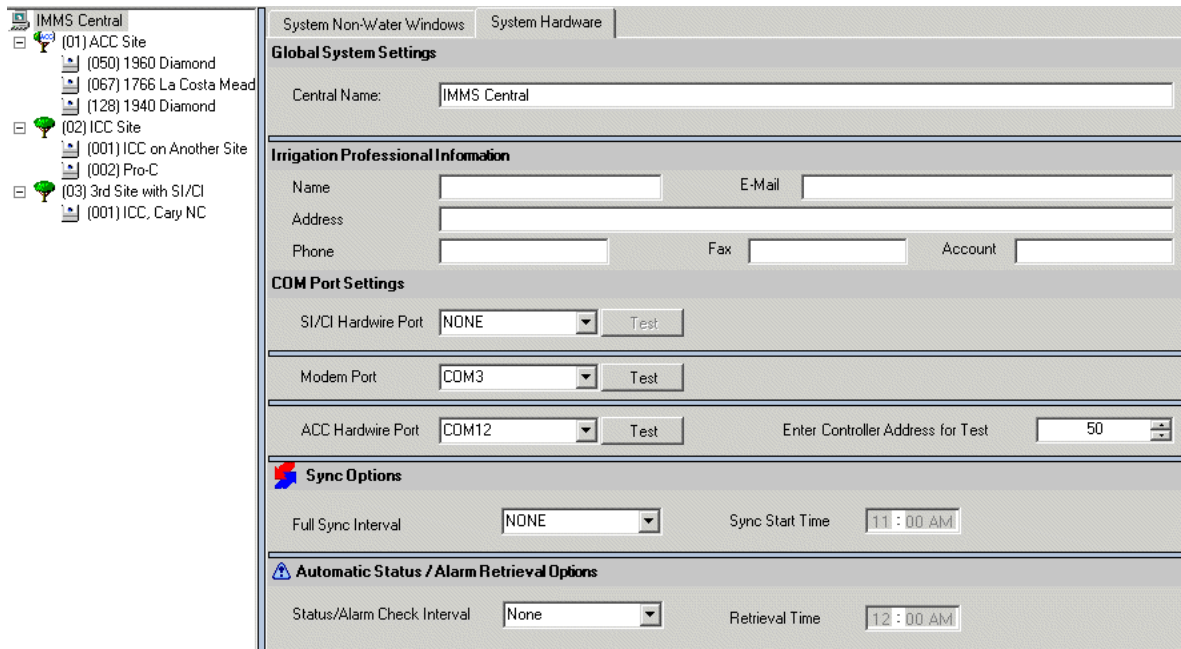 IMMS Central
(01) ACC Site
(050) 1960 Diamond
(067) 1766 La Costa Mead
(128) 1940 Diamond
(02) ICC Site
(001) ICC on Another Site
(002) Pro-C
(03) 3rd Site with SI/CI
(001) ICC, Cary NC
System Non-Water Windows System Hardware
Global System Settings
Central Name: IMMS Central
Irrigation Professional Information
Name E-Mail
Address
Phone Fax Account
COM Port Settings
SI/CI Hardwire Port NONE Test
Modem Port COM3 Test
ACC Hardwire Port COM12 Test Enter Controller Address for Test 50
Sync Options
Full Sync Interval NONE Sync Start Time 11 : 00 AM
Automatic Status / Alarm Retrieval Options
Status/Alarm Check Interval None Retrieval Time 12 : 00 AM